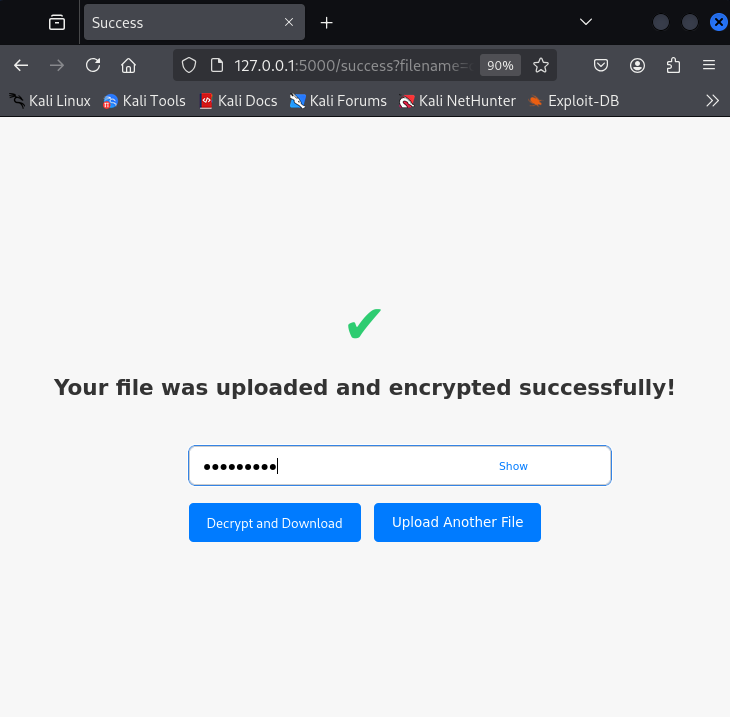 Success
127.0.0.1:5000/success?filename=
90%
Kali Linux Kali Tools Kali Docs Kali Forums Kali NetHunter Exploit-DB
Your file was uploaded and encrypted successfully!
●●●●●●●●● Show
Decrypt and Download Upload Another File